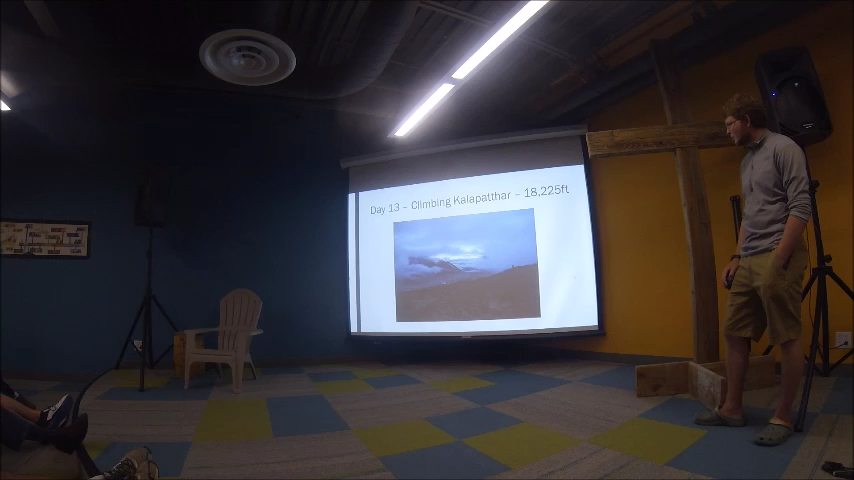 Day 13 – Climbing Kalapatthar – 18,225ft